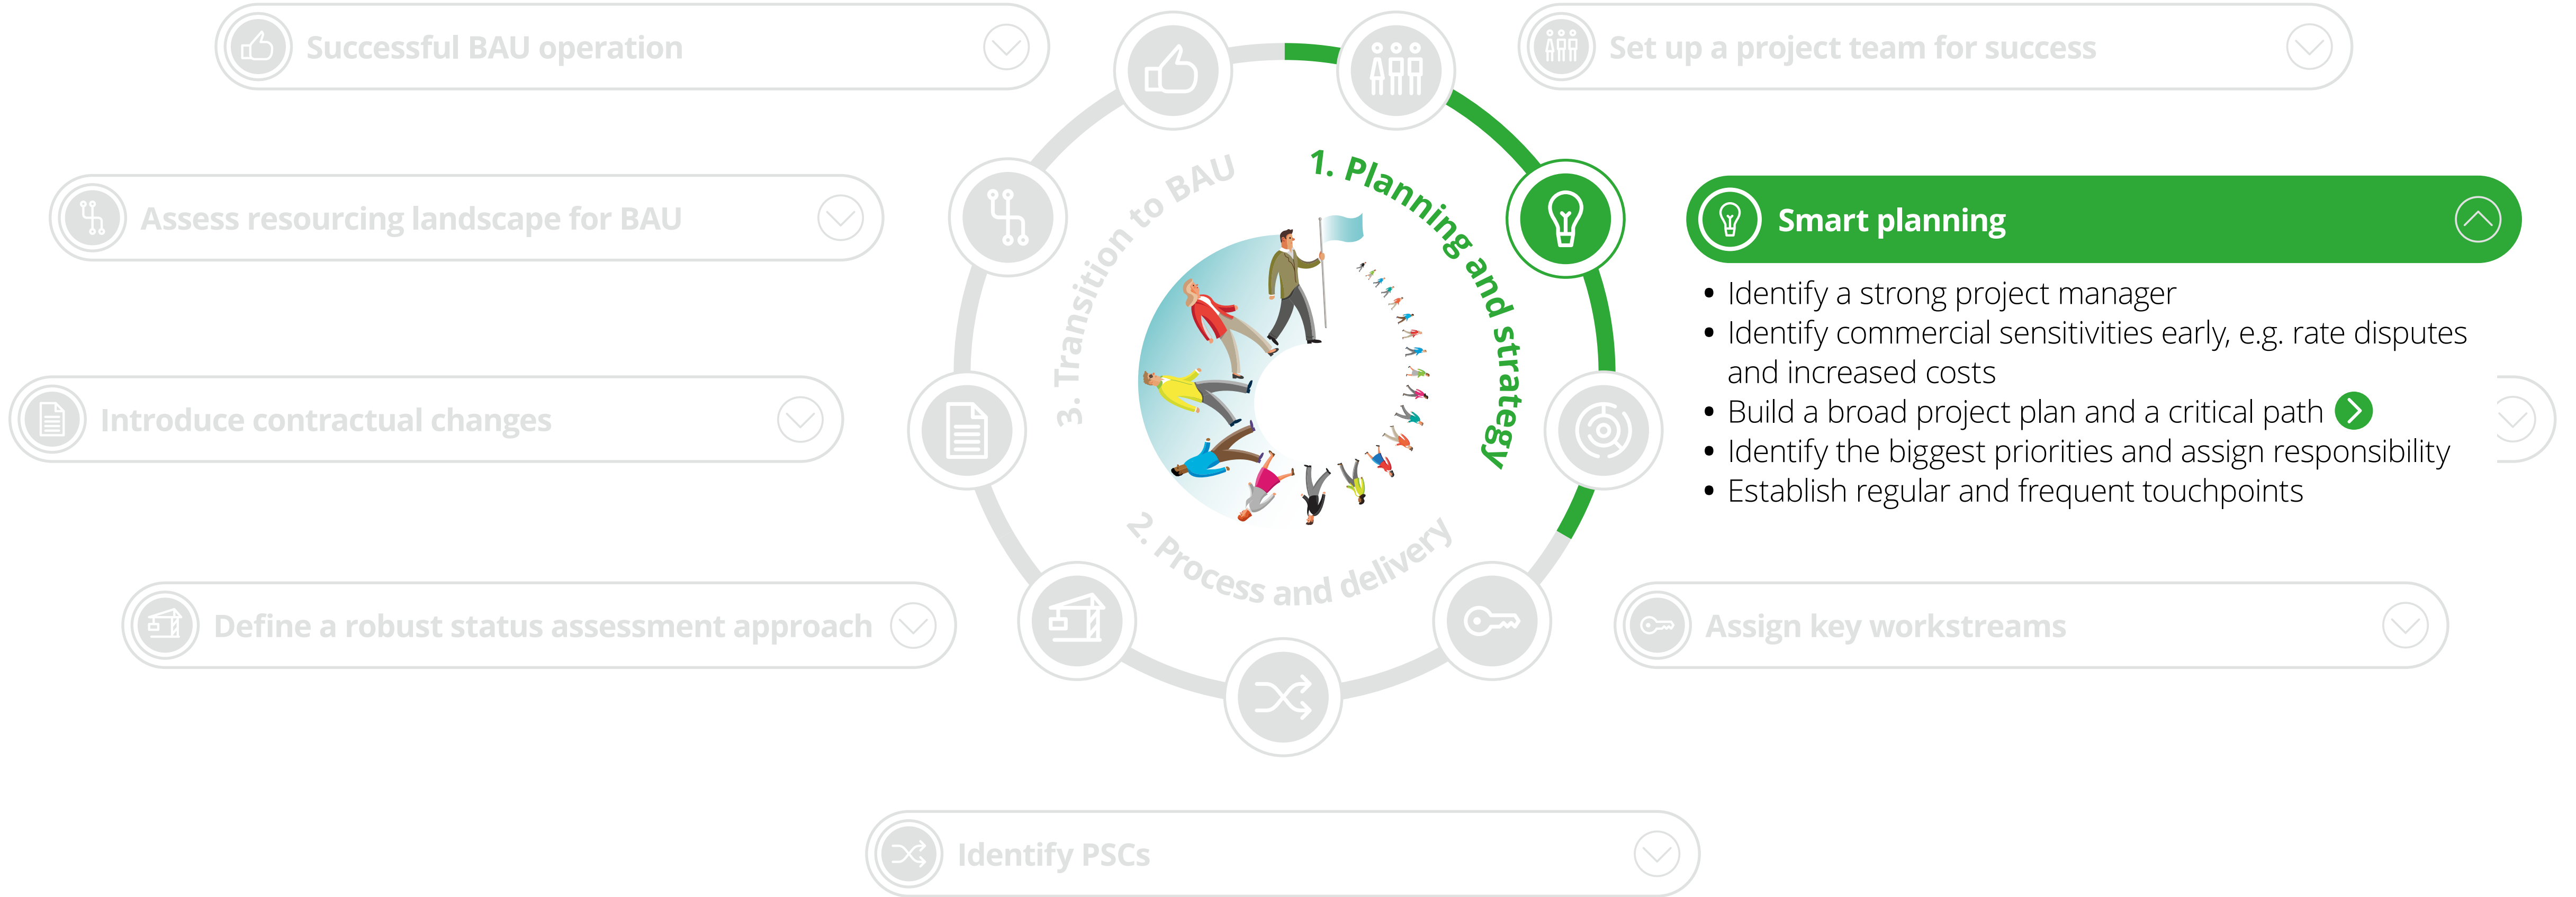 Successful BAU operation
Set up a project team for success
Assess resourcing landscape for BAU
Smart planning
• Identify a strong project manager
• Identify commercial sensitivities early, e.g. rate disputes
and increased costs
• Build a broad project plan and a critical path
• Identify the biggest priorities and assign responsibility
• Establish regular and frequent touchpoints
Introduce contractual changes
Define a robust status assessment approach
Assign key workstreams
Identify PSCs
1. Planning and strategy
2. Process and delivery
3. Transition to BAU